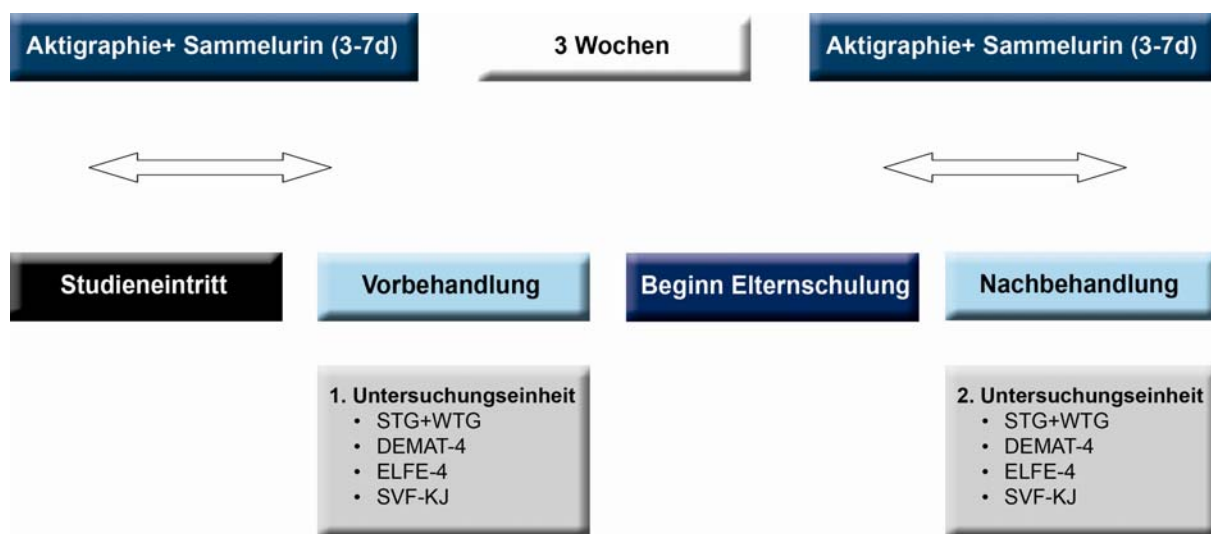 Aktigraphie+ Sammelurin (3-7d)
3 Wochen
Aktigraphie+ Sammelurin (3-7d)
Studieneintritt
Vorbehandlung
Beginn Elternschulung
Nachbehandlung
1. Untersuchungseinheit
• STG+WTG
• DEMAT-4
• ELFE-4
• SVF-KJ
2. Untersuchungseinheit
• STG+WTG
• DEMAT-4
• ELFE-4
• SVF-KJ